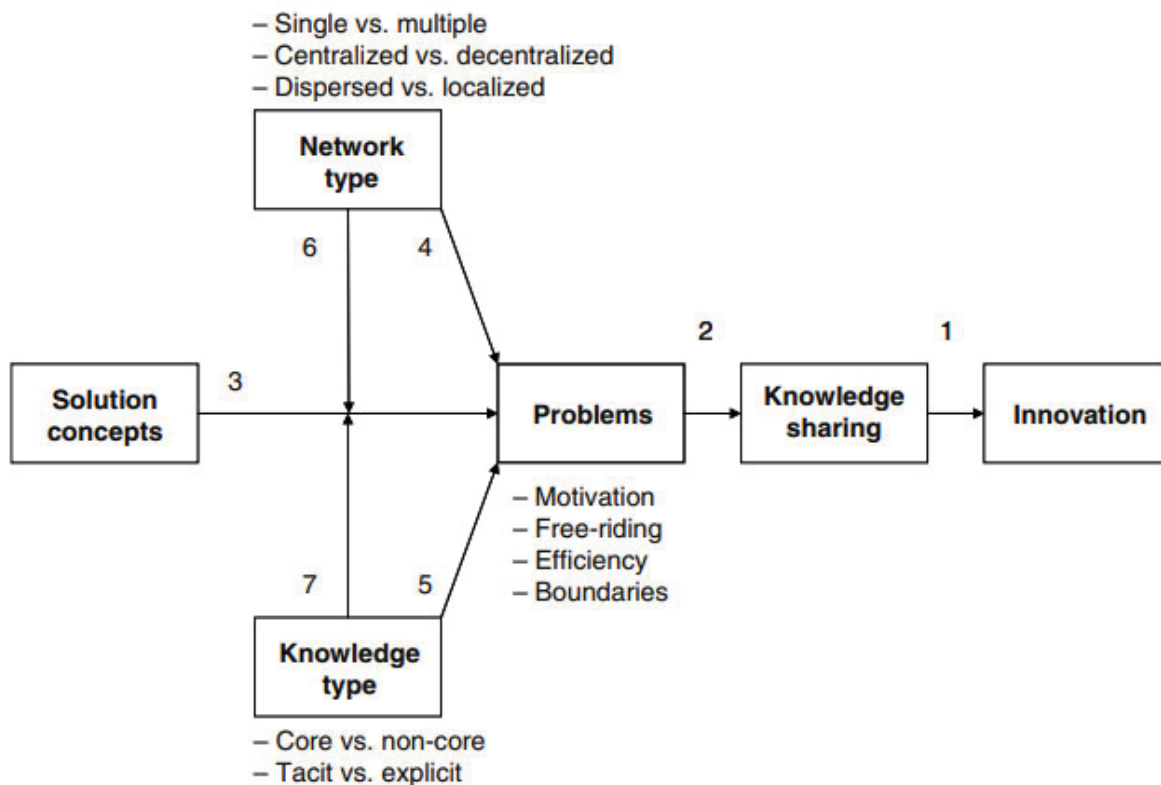 – Single vs. multiple
– Centralized vs. decentralized
– Dispersed vs. localized
Network
type
6
4
2
1
3
Solution
concepts
Problems
Knowledge
sharing
Innovation
– Motivation
– Free-riding
– Efficiency
– Boundaries
7
5
Knowledge
type
– Core vs. non-core
– Tacit vs. explicit